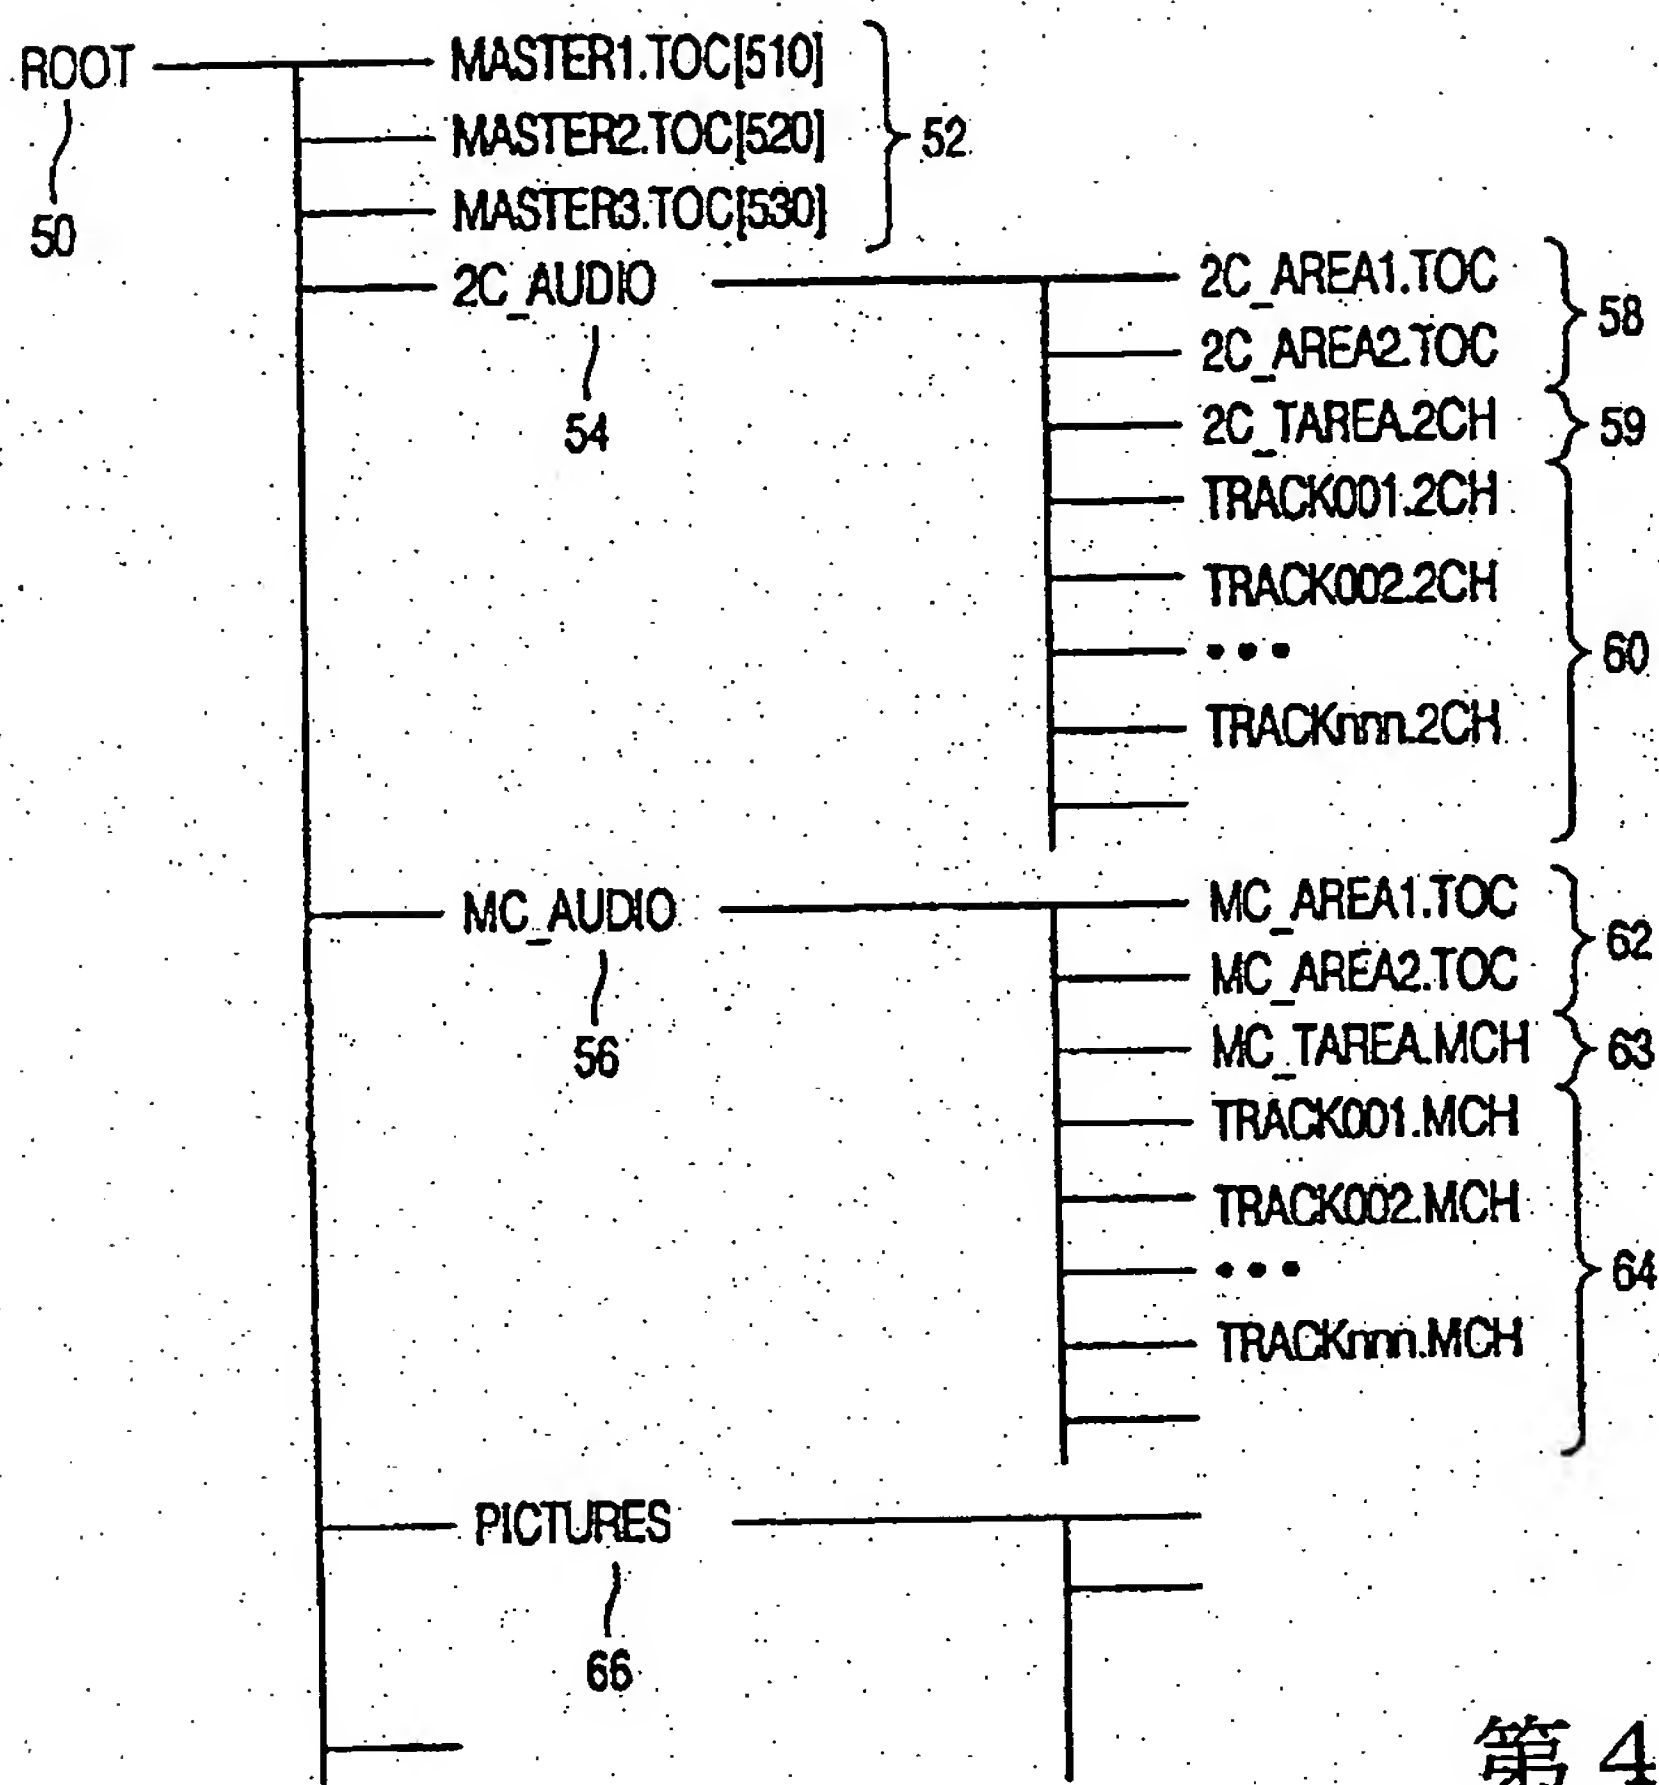 ROOT
50
MASTER1.TOC[510]
MASTER2.TOC[520]
MASTER3.TOC[530]
52
2C_AUDIO
54
2C_AREA1.TOC
2C_AREA2.TOC
58
2C_TAREA.2CH
59
TRACK001.2CH
TRACK002.2CH
•••
TRACKnnn.2CH
60
MC_AUDIO
56
MC_AREA1.TOC
MC_AREA2.TOC
62
MC_TAREA.MCH
63
TRACK001.MCH
TRACK002.MCH
•••
TRACKnnn.MCH
64
PICTURES
66
第 4